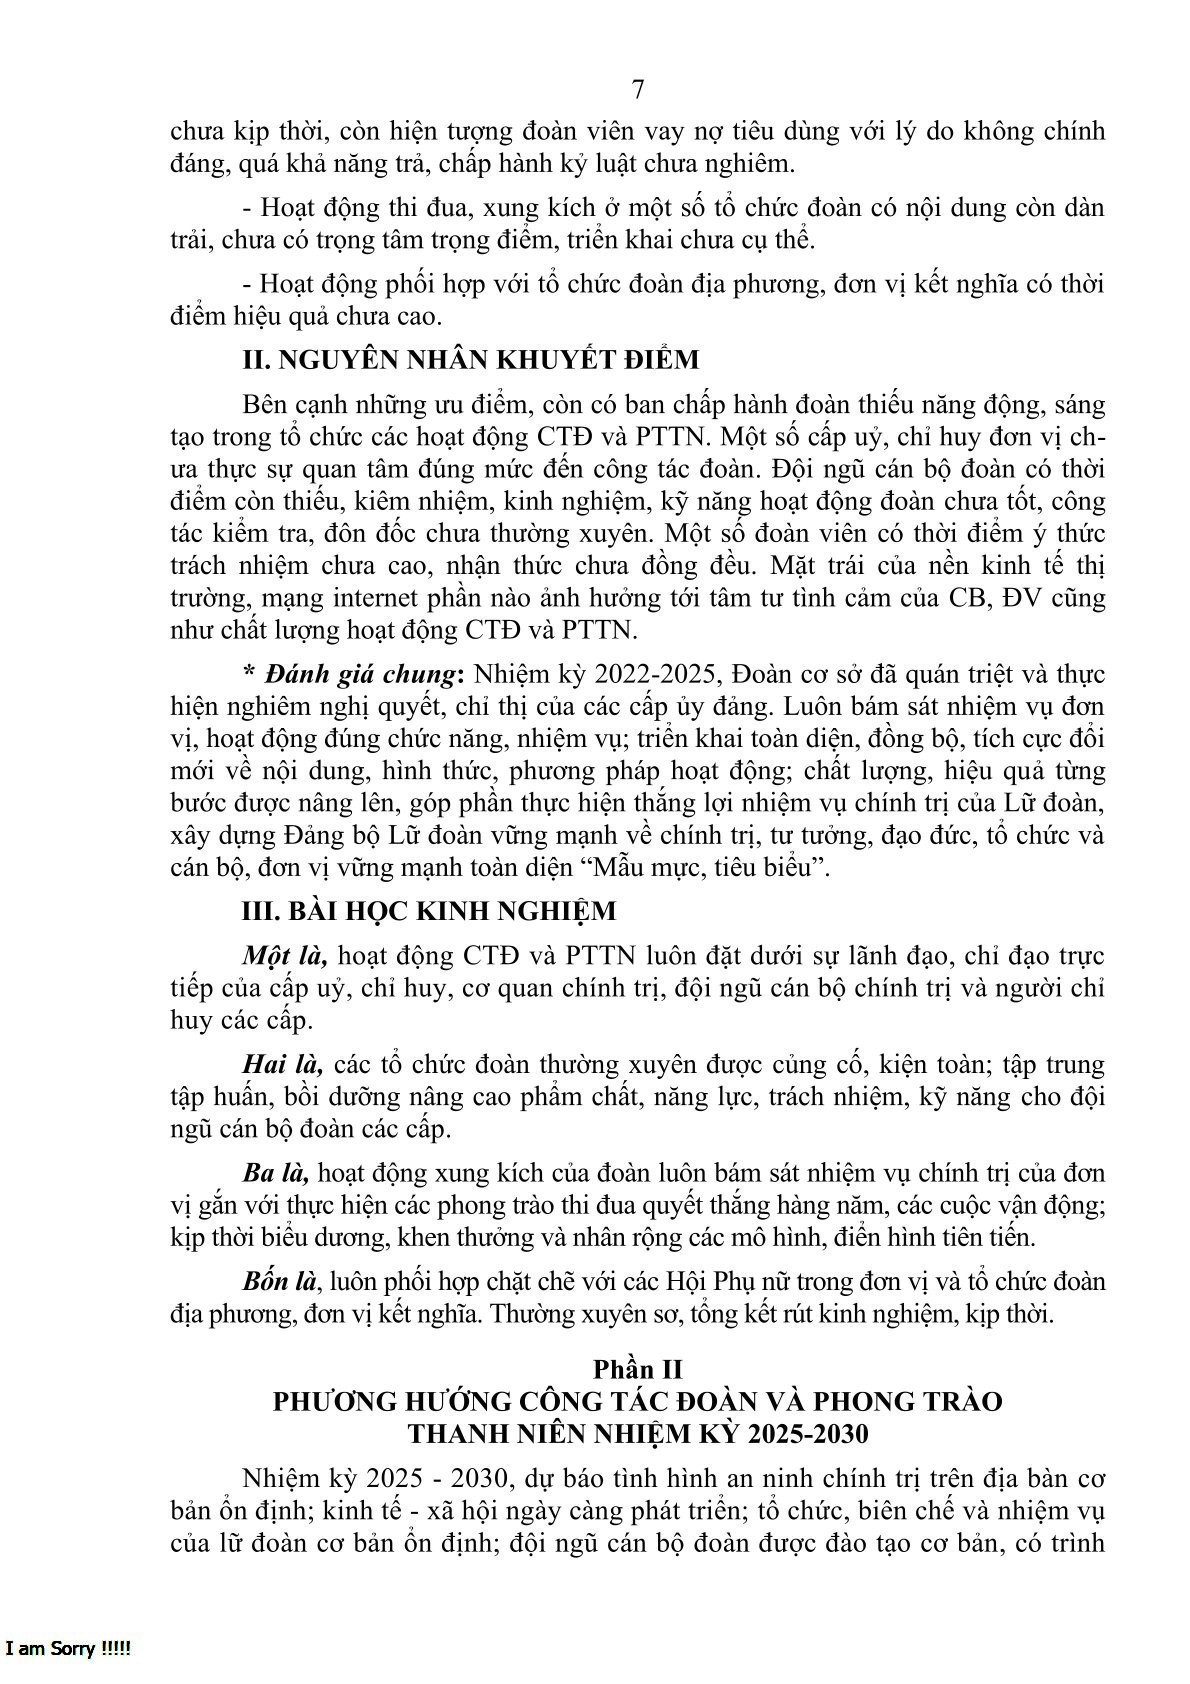 7
chưa kịp thời, còn hiện tượng đoàn viên vay nợ tiêu dùng với lý do không chính
đáng, quá khả năng trả, chấp hành kỷ luật chưa nghiêm.
- Hoạt động thi đua, xung kích ở một số tổ chức đoàn có nội dung còn dàn
trải, chưa có trọng tâm trọng điểm, triển khai chưa cụ thể.
- Hoạt động phối hợp với tổ chức đoàn địa phương, đơn vị kết nghĩa có thời
điểm hiệu quả chưa cao.
II. NGUYÊN NHÂN KHUYẾT ĐIỂM
Bên cạnh những ưu điểm, còn có ban chấp hành đoàn thiếu năng động, sáng
tạo trong tổ chức các hoạt động CTĐ và PTTN. Một số cấp uỷ, chỉ huy đơn vị ch-
ưa thực sự quan tâm đúng mức đến công tác đoàn. Đội ngũ cán bộ đoàn có thời
điểm còn thiếu, kiêm nhiệm, kinh nghiệm, kỹ năng hoạt động đoàn chưa tốt, công
tác kiểm tra, đôn đốc chưa thường xuyên. Một số đoàn viên có thời điểm ý thức
trách nhiệm chưa cao, nhận thức chưa đồng đều. Mặt trái của nền kinh tế thị
trường, mạng internet phần nào ảnh hưởng tới tâm tư tình cảm của CB, ĐV cũng
như chất lượng hoạt động CTĐ và PTTN.
* Đánh giá chung: Nhiệm kỳ 2022-2025, Đoàn cơ sở đã quán triệt và thực
hiện nghiêm nghị quyết, chỉ thị của các cấp ủy đảng. Luôn bám sát nhiệm vụ đơn
vị, hoạt động đúng chức năng, nhiệm vụ; triển khai toàn diện, đồng bộ, tích cực đổi
mới về nội dung, hình thức, phương pháp hoạt động; chất lượng, hiệu quả từng
bước được nâng lên, góp phần thực hiện thắng lợi nhiệm vụ chính trị của Lữ đoàn,
xây dựng Đảng bộ Lữ đoàn vững mạnh về chính trị, tư tưởng, đạo đức, tổ chức và
cán bộ, đơn vị vững mạnh toàn diện “Mẫu mực, tiêu biểu”.
III. BÀI HỌC KINH NGHIỆM
Một là, hoạt động CTĐ và PTTN luôn đặt dưới sự lãnh đạo, chỉ đạo trực
tiếp của cấp uỷ, chỉ huy, cơ quan chính trị, đội ngũ cán bộ chính trị và người chỉ
huy các cấp.
Hai là, các tổ chức đoàn thường xuyên được củng cố, kiện toàn; tập trung
tập huấn, bồi dưỡng nâng cao phẩm chất, năng lực, trách nhiệm, kỹ năng cho đội
ngũ cán bộ đoàn các cấp.
Ba là, hoạt động xung kích của đoàn luôn bám sát nhiệm vụ chính trị của đơn
vị gắn với thực hiện các phong trào thi đua quyết thắng hàng năm, các cuộc vận động;
kịp thời biểu dương, khen thưởng và nhân rộng các mô hình, điển hình tiên tiến.
Bốn là, luôn phối hợp chặt chẽ với các Hội Phụ nữ trong đơn vị và tổ chức đoàn
địa phương, đơn vị kết nghĩa. Thường xuyên sơ, tổng kết rút kinh nghiệm, kịp thời.
Phần II
PHƯƠNG HƯỚNG CÔNG TÁC ĐOÀN VÀ PHONG TRÀO
THANH NIÊN NHIỆM KỲ 2025-2030
Nhiệm kỳ 2025 - 2030, dự báo tình hình an ninh chính trị trên địa bàn cơ
bản ổn định; kinh tế - xã hội ngày càng phát triển; tổ chức, biên chế và nhiệm vụ
của lữ đoàn cơ bản ổn định; đội ngũ cán bộ đoàn được đào tạo cơ bản, có trình
I am Sorry !!!!!